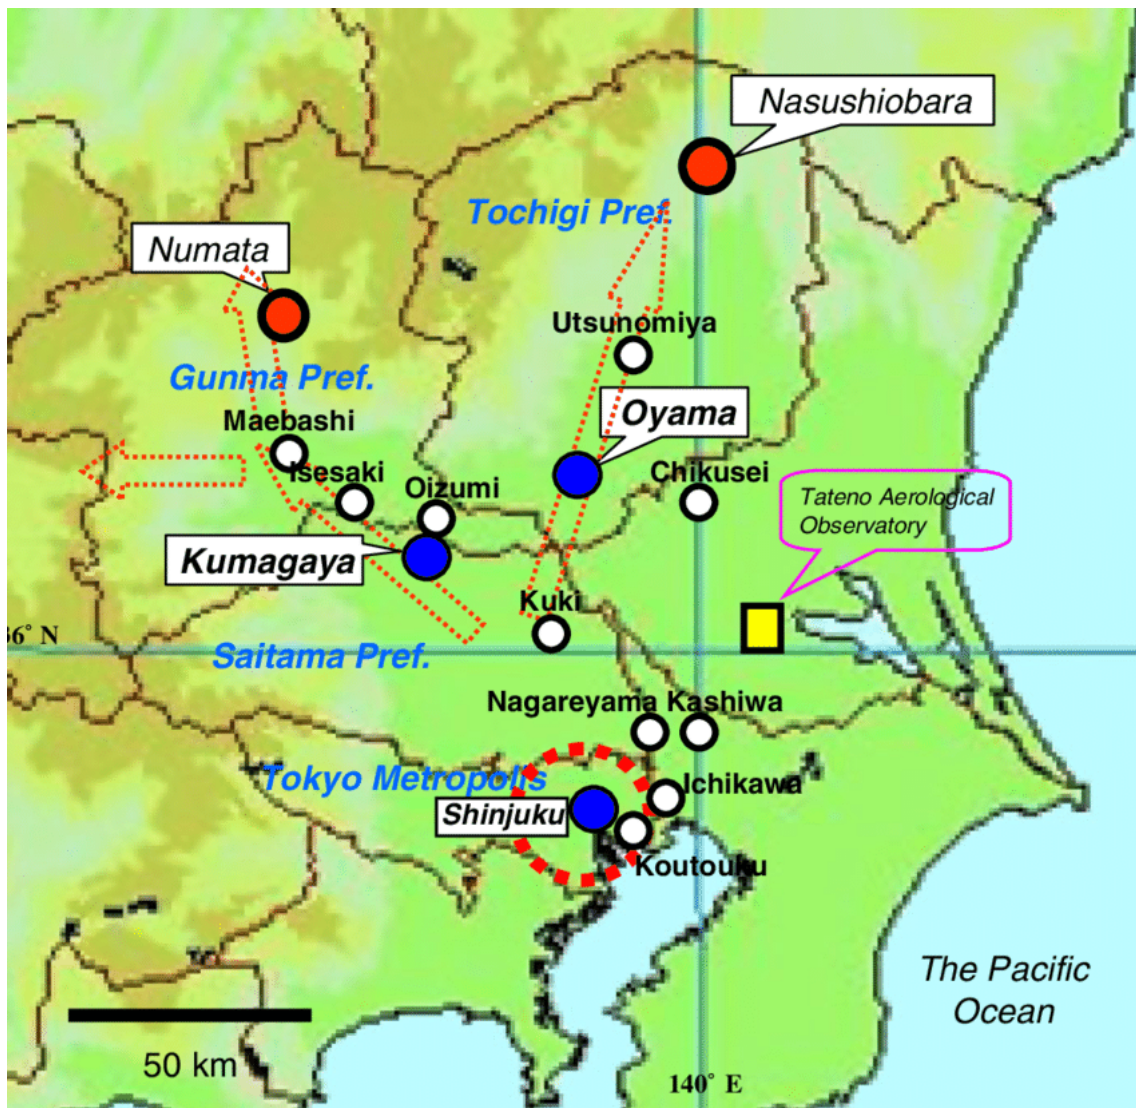 Nasushiobara
Tochigi Pref.
Numata
Utsunomiya
Gunma Pref.
Maebashi
Oyama
Isesaki
Oizumi
Chikusei
Tateno Aerological
Observatory
Kumagaya
Kuki
36° N
Saitama Pref.
Nagareyama Kashiwa
Tokyo Metropolis
Ichikawa
Shinjuku
Koutouku
The Pacific
Ocean
50 km
140° E